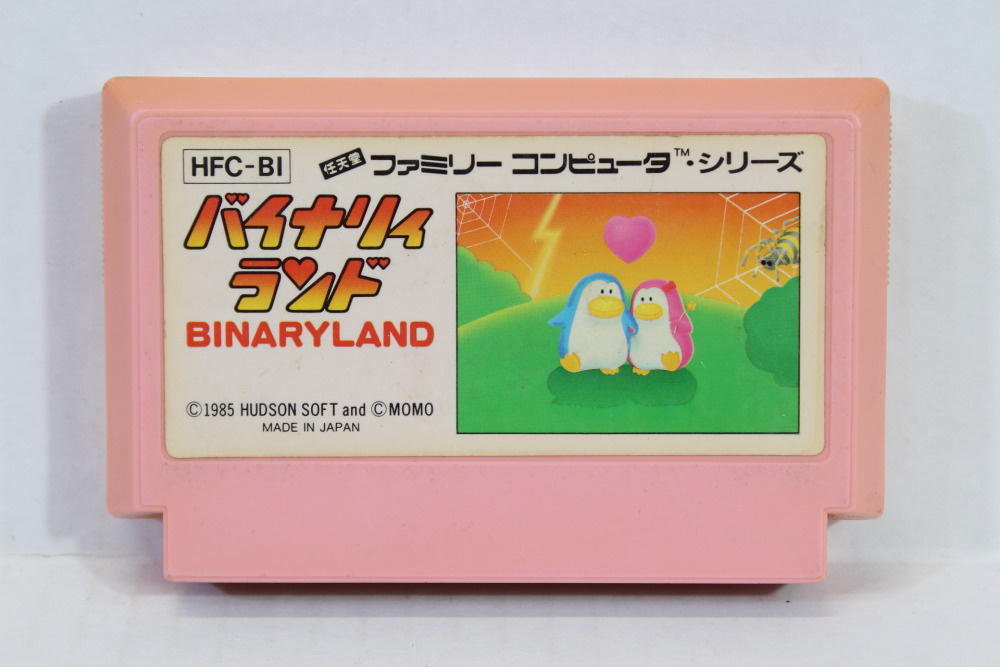 HFC-BI
任天堂 ファミリー コンピュータ™・シリーズ
バイナリィ
ランド
BINARYLAND
©1985 HUDSON SOFT and ©MOMO
MADE IN JAPAN